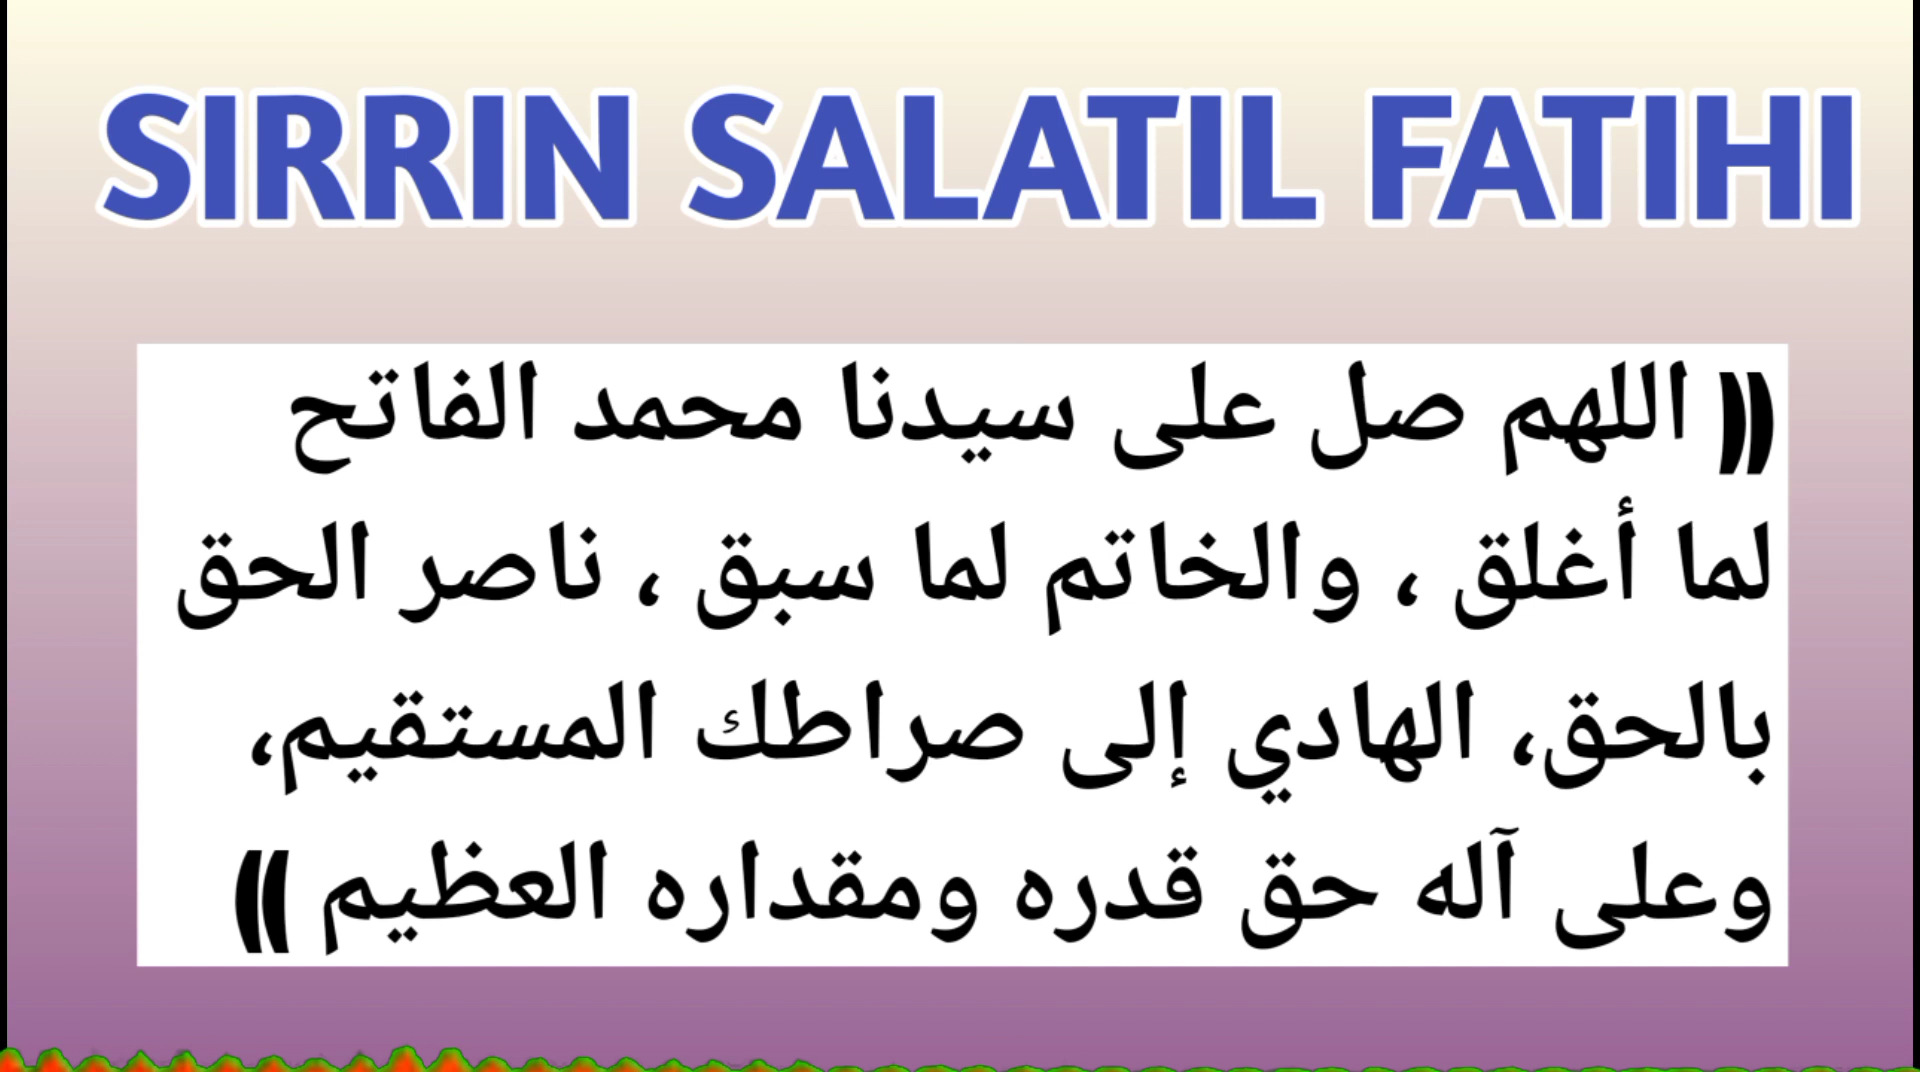 SIRRIN SALATIL FATIHI
(( اللهم صل على سيدنا محمد الفاتح
لما أغلق ، والخاتم لما سبق ، ناصر الحق
بالحق، الهادي إلى صراطك المستقيم،
وعلى آله حق قدره ومقداره العظيم ))